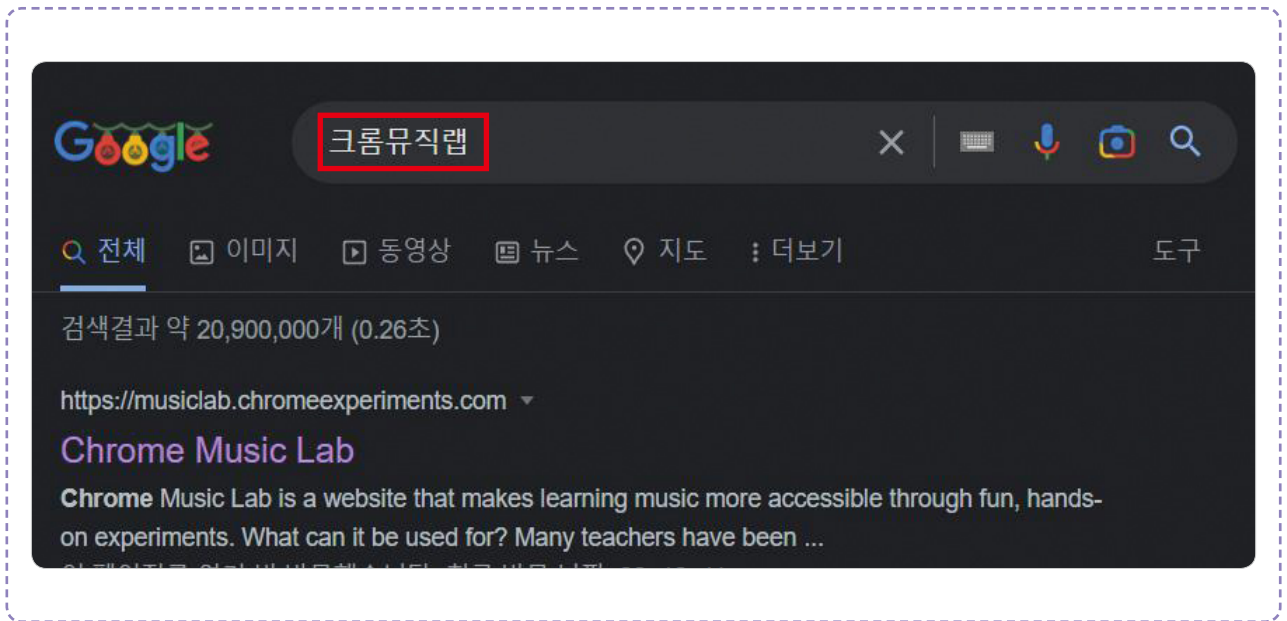 Google
크롬뮤직랩
전체 이미지 동영상 뉴스 지도 더보기 도구
검색결과 약 20,900,000개 (0.26초)
https://musiclab.chromeexperiments.com
Chrome Music Lab
Chrome Music Lab is a website that makes learning music more accessible through fun, hands-
on experiments. What can it be used for? Many teachers have been ...